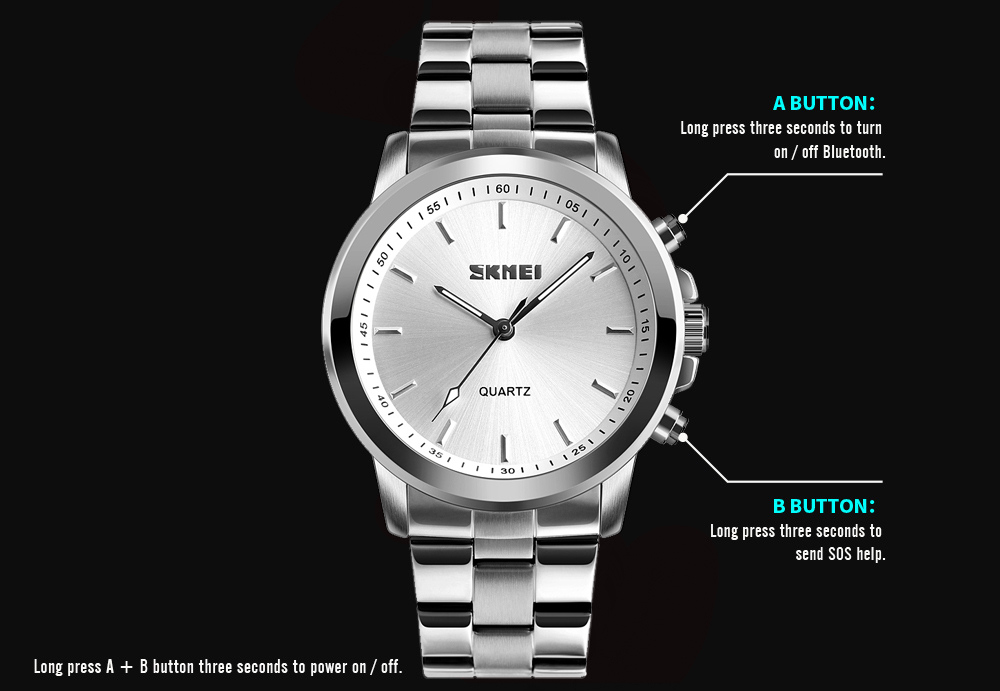 A BUTTON:
Long press three seconds to turn
on / off Bluetooth.
60
05
10
15
20
25
30
35
40
45
50
55
SKMEI
QUARTZ
B BUTTON:
Long press three seconds to
send SOS help.
Long press A + B button three seconds to power on / off.